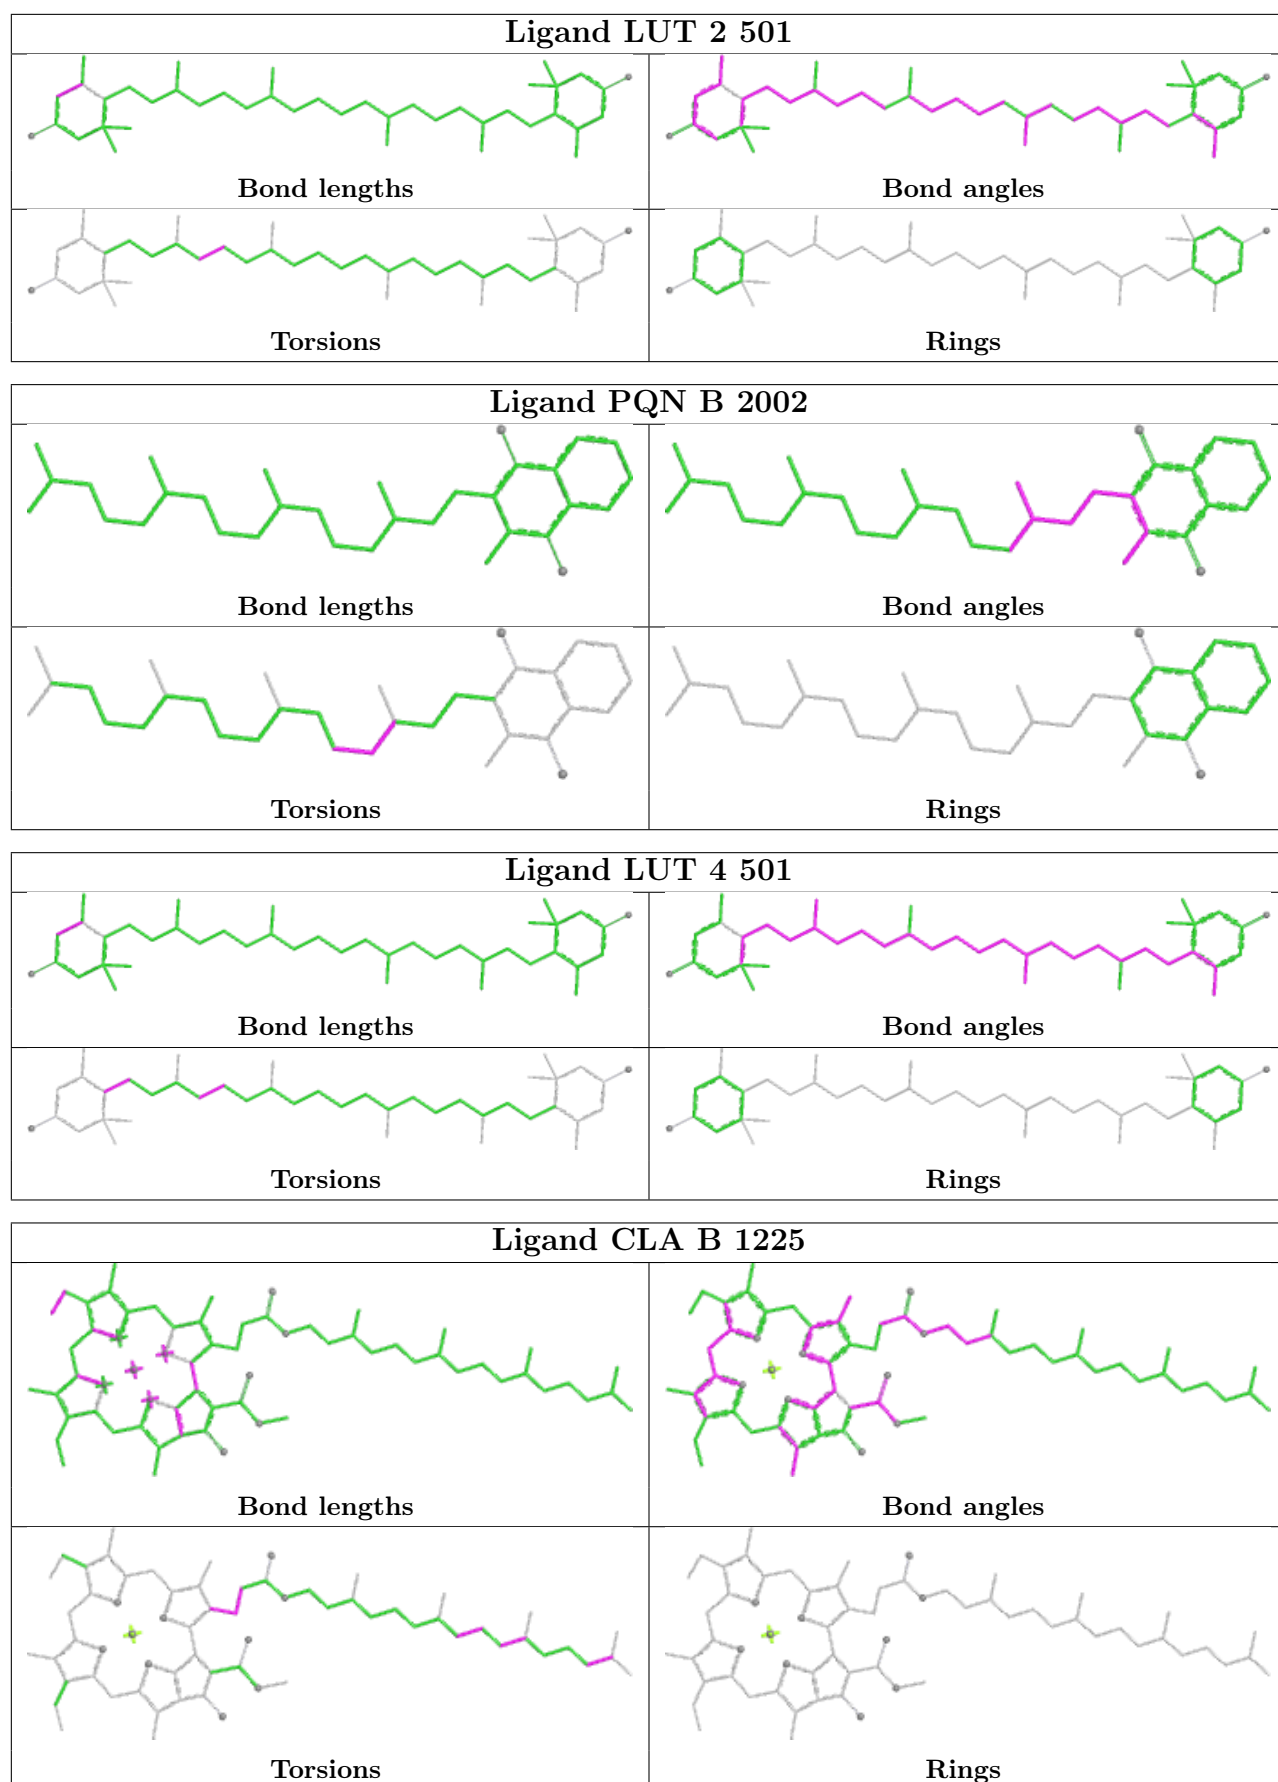 Ligand LUT 2 501
Bond lengths
Bond angles
Torsions
Rings
Ligand PQN B 2002
Bond lengths
Bond angles
Torsions
Rings
Ligand LUT 4 501
Bond lengths
Bond angles
Torsions
Rings
Ligand CLA B 1225
Bond lengths
Bond angles
Torsions
Rings